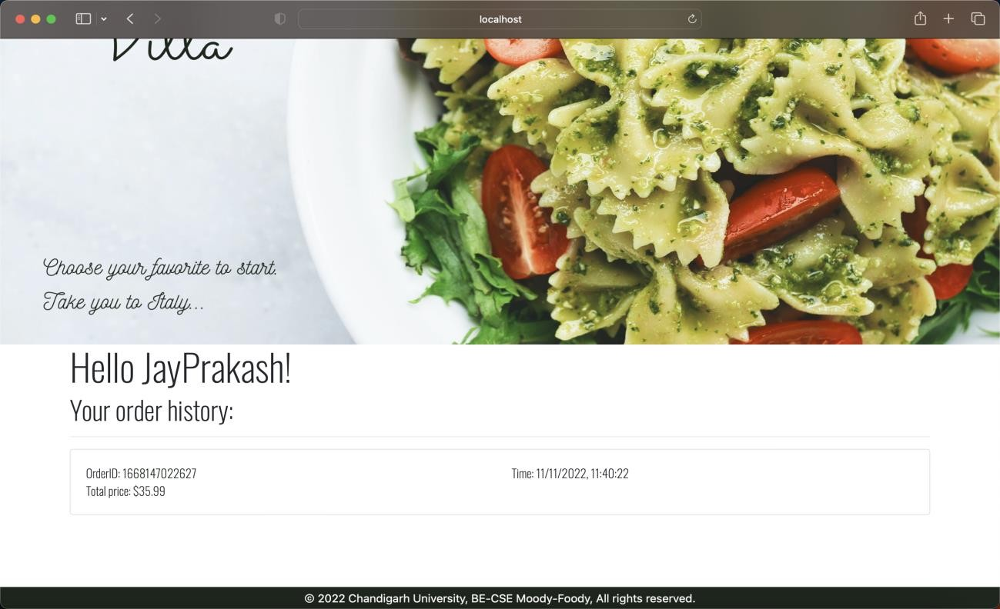 localhost
Villa
Choose your favorite to start.
Take you to Italy...
Hello JayPrakash!
Your order history:
OrderID: 1668147022627
Time: 11/11/2022, 11:40:22
Total price: $35.99
© 2022 Chandigarh University, BE-CSE Moody-Foody, All rights reserved.